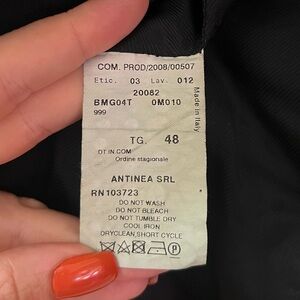 COM. PROD/2008/00507
Etic. 03 Lav. 012
20082
BMG04T 0M010
999
Made in Italy
TG. 48
DT.IN.COM
Ordine stagionale
ANTINEA SRL
RN103723
DO NOT WASH
DO NOT BLEACH
DO NOT TUMBLE DRY
COOL IRON
DRYCLEAN,SHORT CYCLE
P